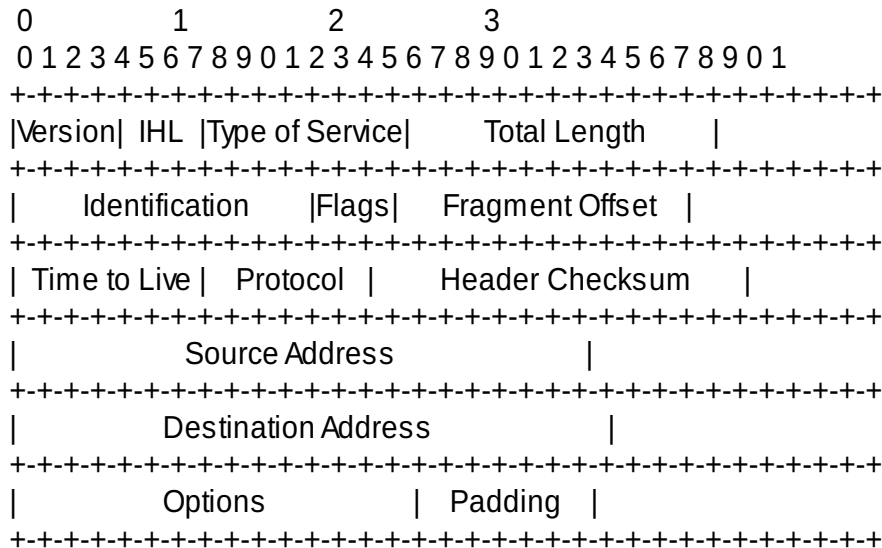 0 1 2 3
0 1 2 3 4 5 6 7 8 9 0 1 2 3 4 5 6 7 8 9 0 1 2 3 4 5 6 7 8 9 0 1
+-+-+-+-+-+-+-+-+-+-+-+-+-+-+-+-+-+-+-+-+-+-+-+-+-+-+-+-+-+-+-+-+
|Version| IHL |Type of Service| Total Length |
+-+-+-+-+-+-+-+-+-+-+-+-+-+-+-+-+-+-+-+-+-+-+-+-+-+-+-+-+-+-+-+-+
| Identification |Flags| Fragment Offset |
+-+-+-+-+-+-+-+-+-+-+-+-+-+-+-+-+-+-+-+-+-+-+-+-+-+-+-+-+-+-+-+-+
| Time to Live | Protocol | Header Checksum |
+-+-+-+-+-+-+-+-+-+-+-+-+-+-+-+-+-+-+-+-+-+-+-+-+-+-+-+-+-+-+-+-+
| Source Address |
+-+-+-+-+-+-+-+-+-+-+-+-+-+-+-+-+-+-+-+-+-+-+-+-+-+-+-+-+-+-+-+-+
| Destination Address |
+-+-+-+-+-+-+-+-+-+-+-+-+-+-+-+-+-+-+-+-+-+-+-+-+-+-+-+-+-+-+-+-+
| Options | Padding |
+-+-+-+-+-+-+-+-+-+-+-+-+-+-+-+-+-+-+-+-+-+-+-+-+-+-+-+-+-+-+-+-+